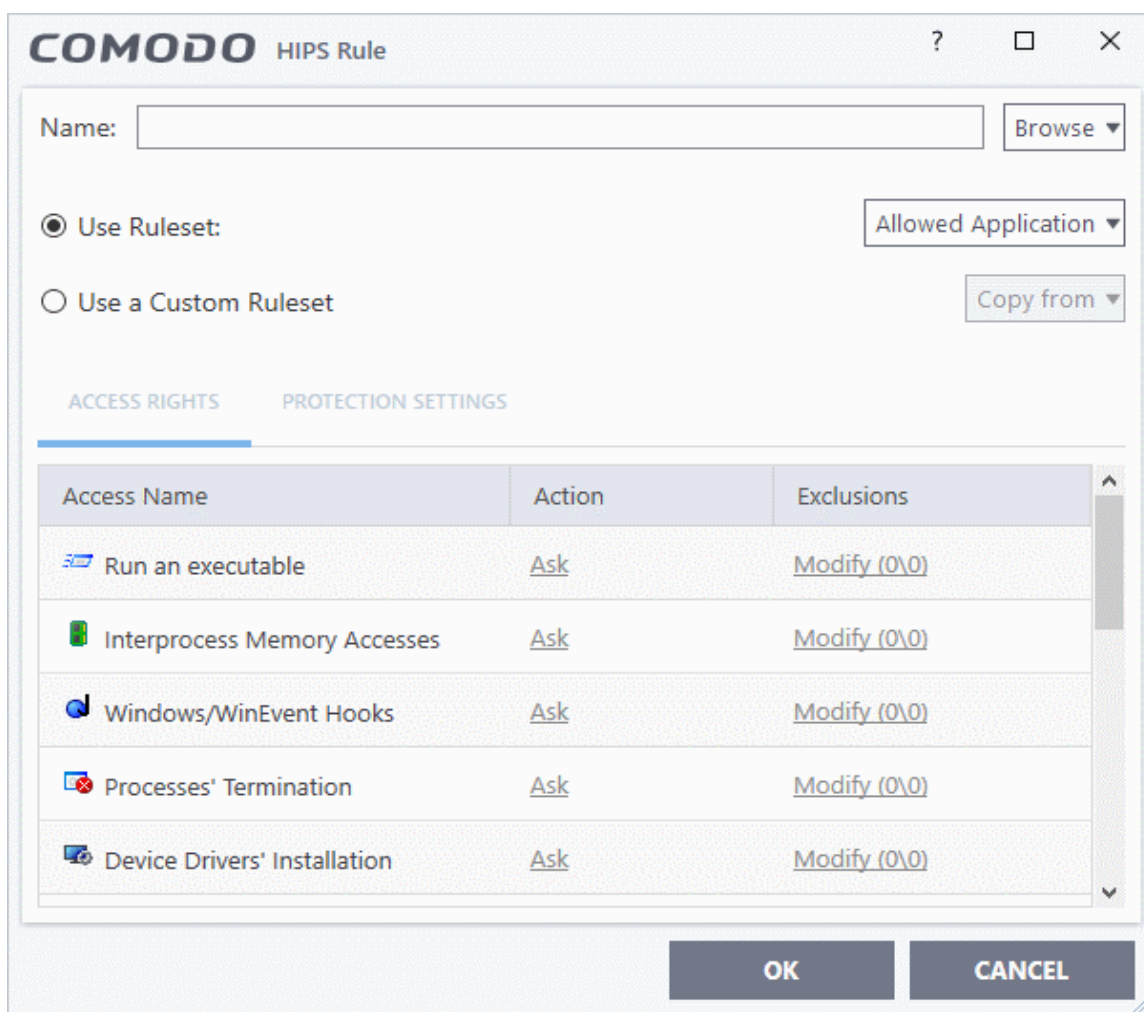 COMODO HIPS Rule ?
Name: Browse
Use Ruleset: Allowed Application
Use a Custom Ruleset Copy from
ACCESS RIGHTS PROTECTION SETTINGS
Access Name Action Exclusions
Run an executable Ask Modify (0\0)
Interprocess Memory Accesses Ask Modify (0\0)
Windows/WinEvent Hooks Ask Modify (0\0)
Processes' Termination Ask Modify (0\0)
Device Drivers' Installation Ask Modify (0\0)
OK CANCEL